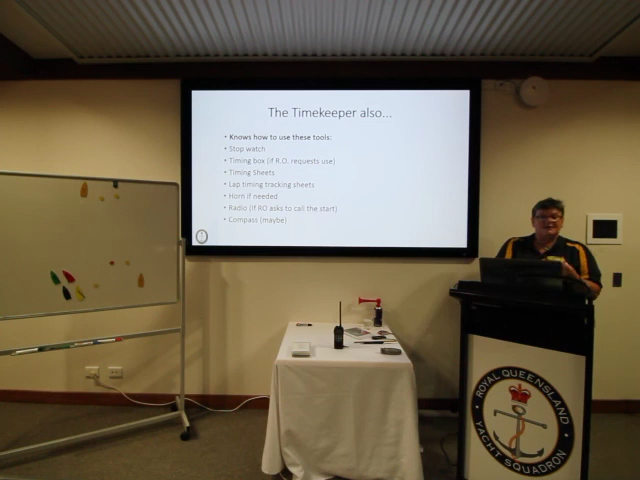 The Timekeeper also...
• Knows how to use these tools:
• Stop watch
• Timing box (if R.O. requests use)
• Timing Sheets
• Lap timing tracking sheets
• Horn if needed
• Radio (If RO asks to call the start)
• Compass (maybe)
ROYAL QUEENSLAND
YACHT SQUADRON